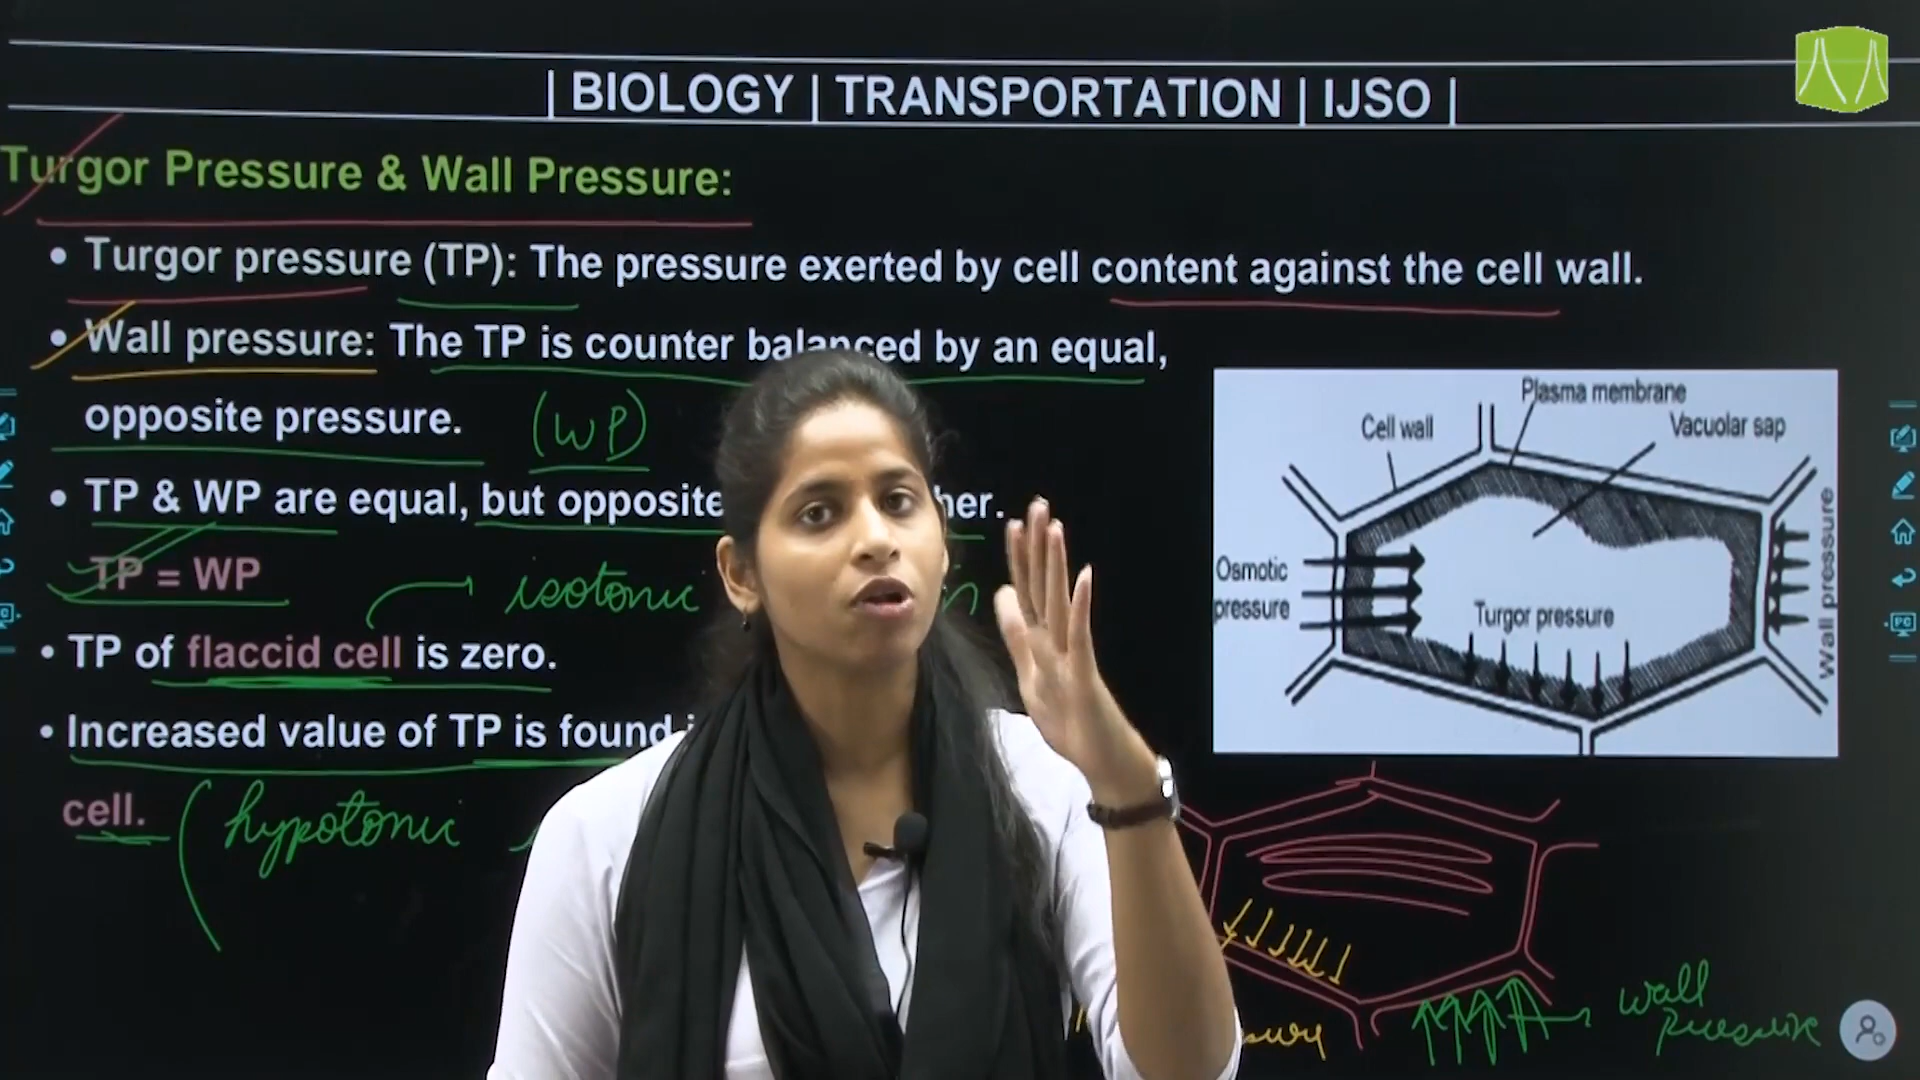 | BIOLOGY | TRANSPORTATION | IJSO |
Turgor Pressure & Wall Pressure:
• Turgor pressure (TP): The pressure exerted by cell content against the cell wall.
• Wall pressure: The TP is counter balanced by an equal,
opposite pressure. (WP)
• TP & WP are equal, but opposite
TP = WP
isotonic
• TP of flaccid cell is zero.
• Increased value of TP is found
cell. (hypotonic
Plasma membrane
Cell wall
Vacuolar sap
Osmotic
pressure
Turgor pressure
Wall pressure
wall
pressure